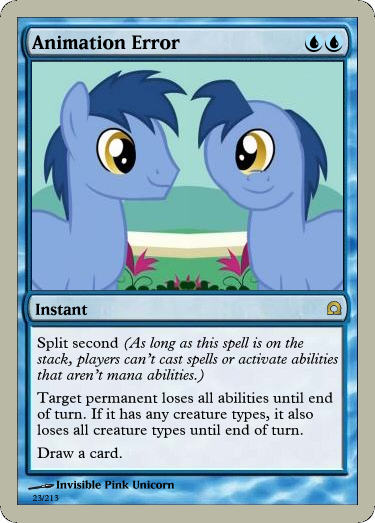 Animation Error
Instant
Split second (As long as this spell is on the
stack, players can't cast spells or activate abilities
that aren't mana abilities.)
Target permanent loses all abilities until end
of turn. If it has any creature types, it also
loses all creature types until end of turn.
Draw a card.
Invisible Pink Unicorn
23/213